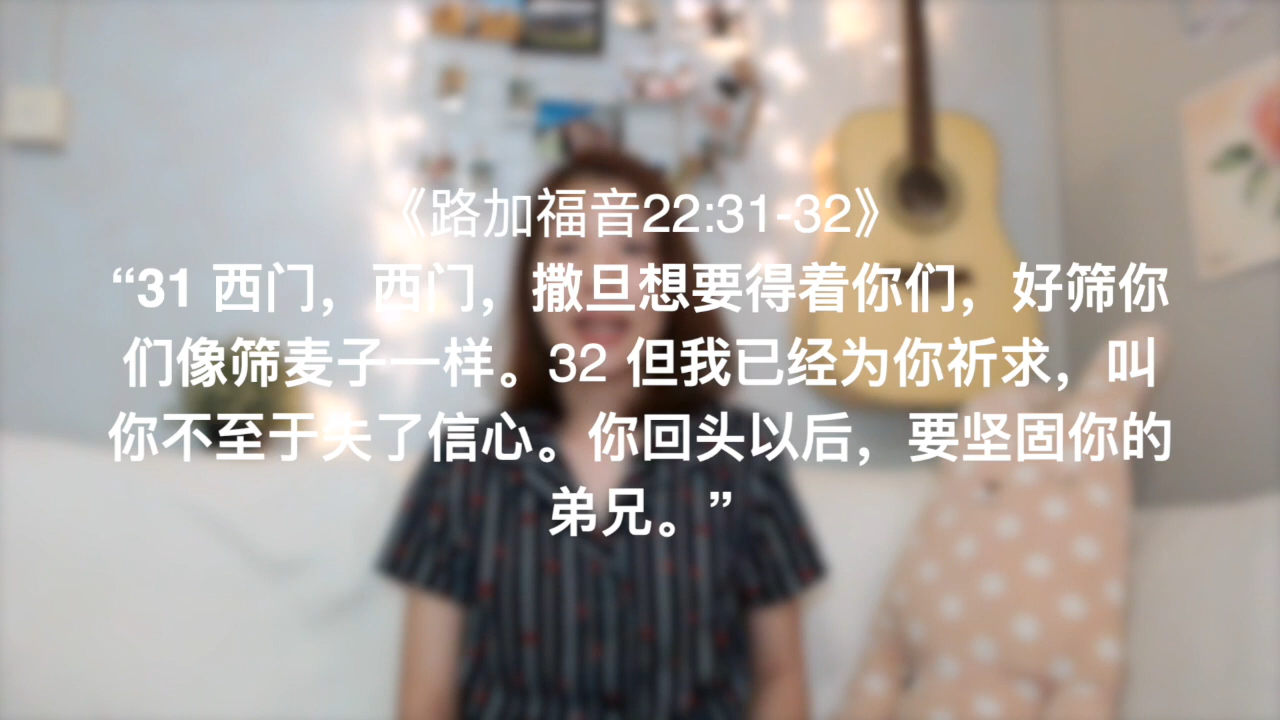 《路加福音22:31-32》
“31 西门，西门，撒旦想要得着你们，好筛你
们像筛麦子一样。32 但我已经为你祈求，叫
你不至于失了信心。你回头以后，要坚固你的
弟兄。”